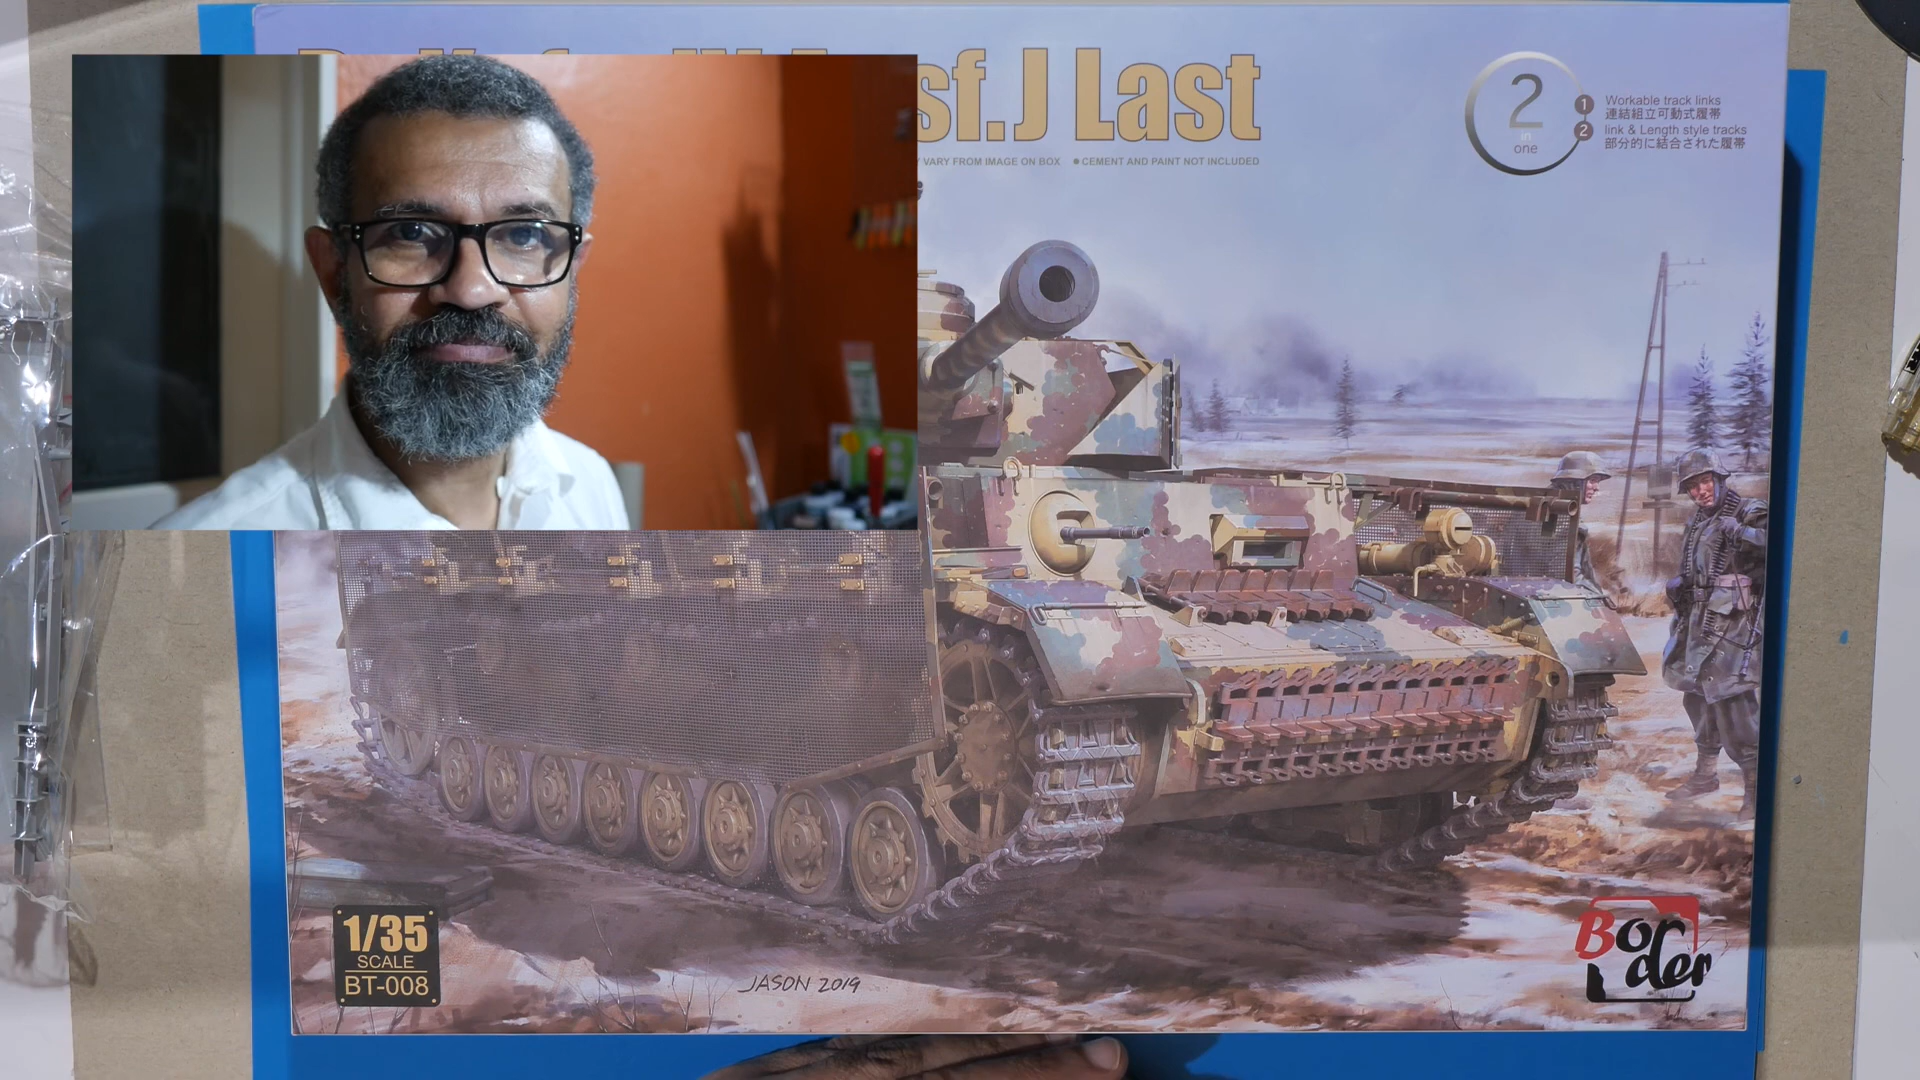 sf.J Last
VARY FROM IMAGE ON BOX ● CEMENT AND PAINT NOT INCLUDED
2
in
one
1 Workable track links
連結組立可動式履帯
2 link & Length style tracks
部分的に結合された履帯
1/35
SCALE
BT-008
JASON 2019
Border